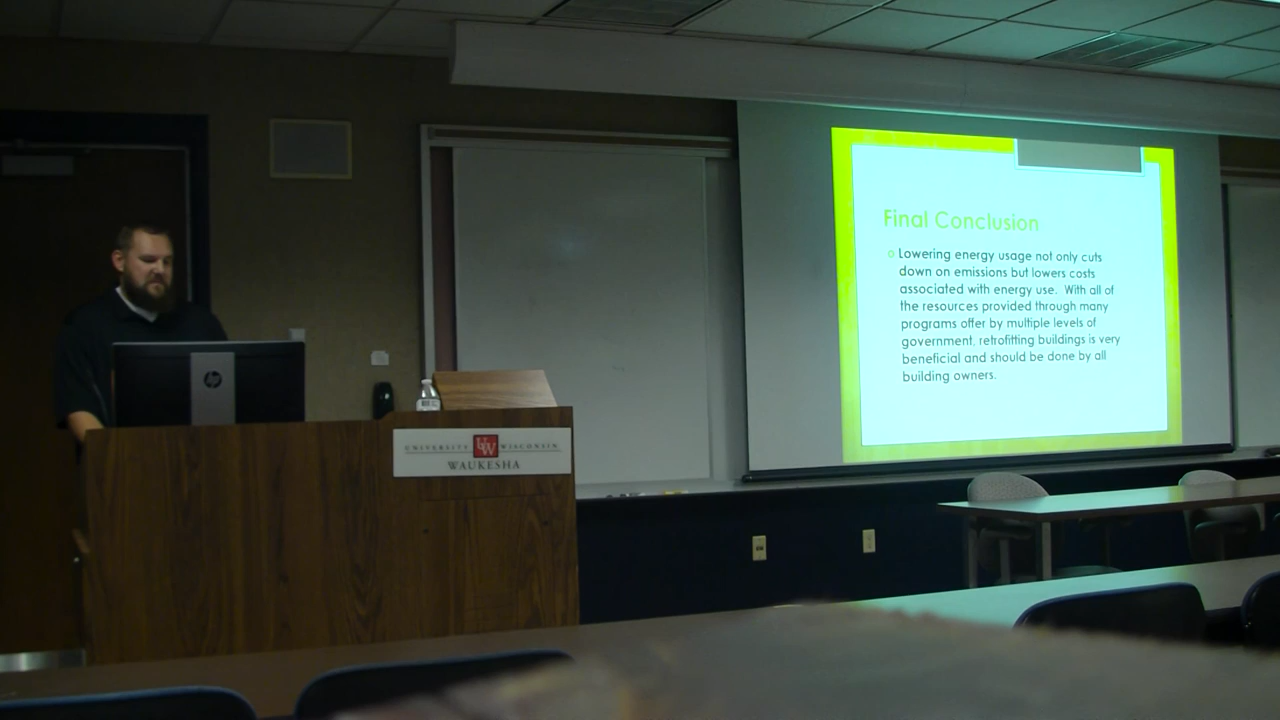 Final Conclusion
Lowering energy usage not only cuts
down on emissions but lowers costs
associated with energy use. With all of
the resources provided through many
programs offer by multiple levels of
government, retrofitting buildings is very
beneficial and should be done by all
building owners.
hp
UNIVERSITY UW WISCONSIN
WAUKESHA